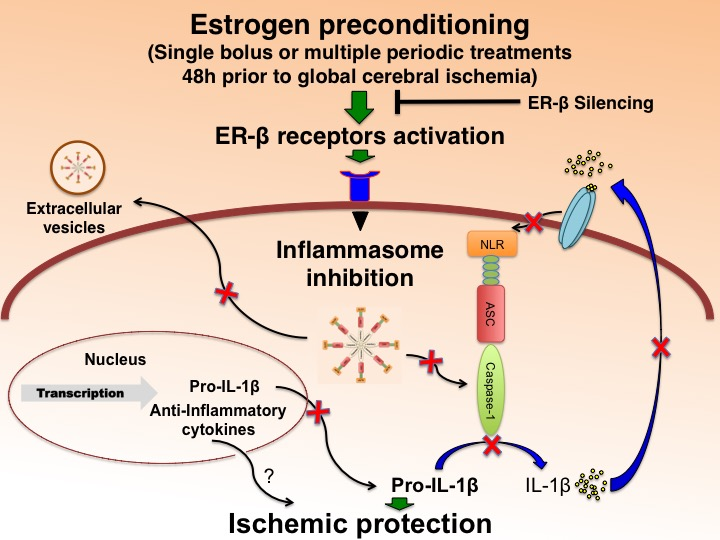 Estrogen preconditioning
(Single bolus or multiple periodic treatments
48h prior to global cerebral ischemia)
ER-β Silencing
ER-β receptors activation
Extracellular
vesicles
Inflammasome
inhibition
NLR
ASC
Caspase-1
Nucleus
Transcription
Pro-IL-1β
Anti-Inflammatory
cytokines
?
Pro-IL-1β
IL-1β
Ischemic protection